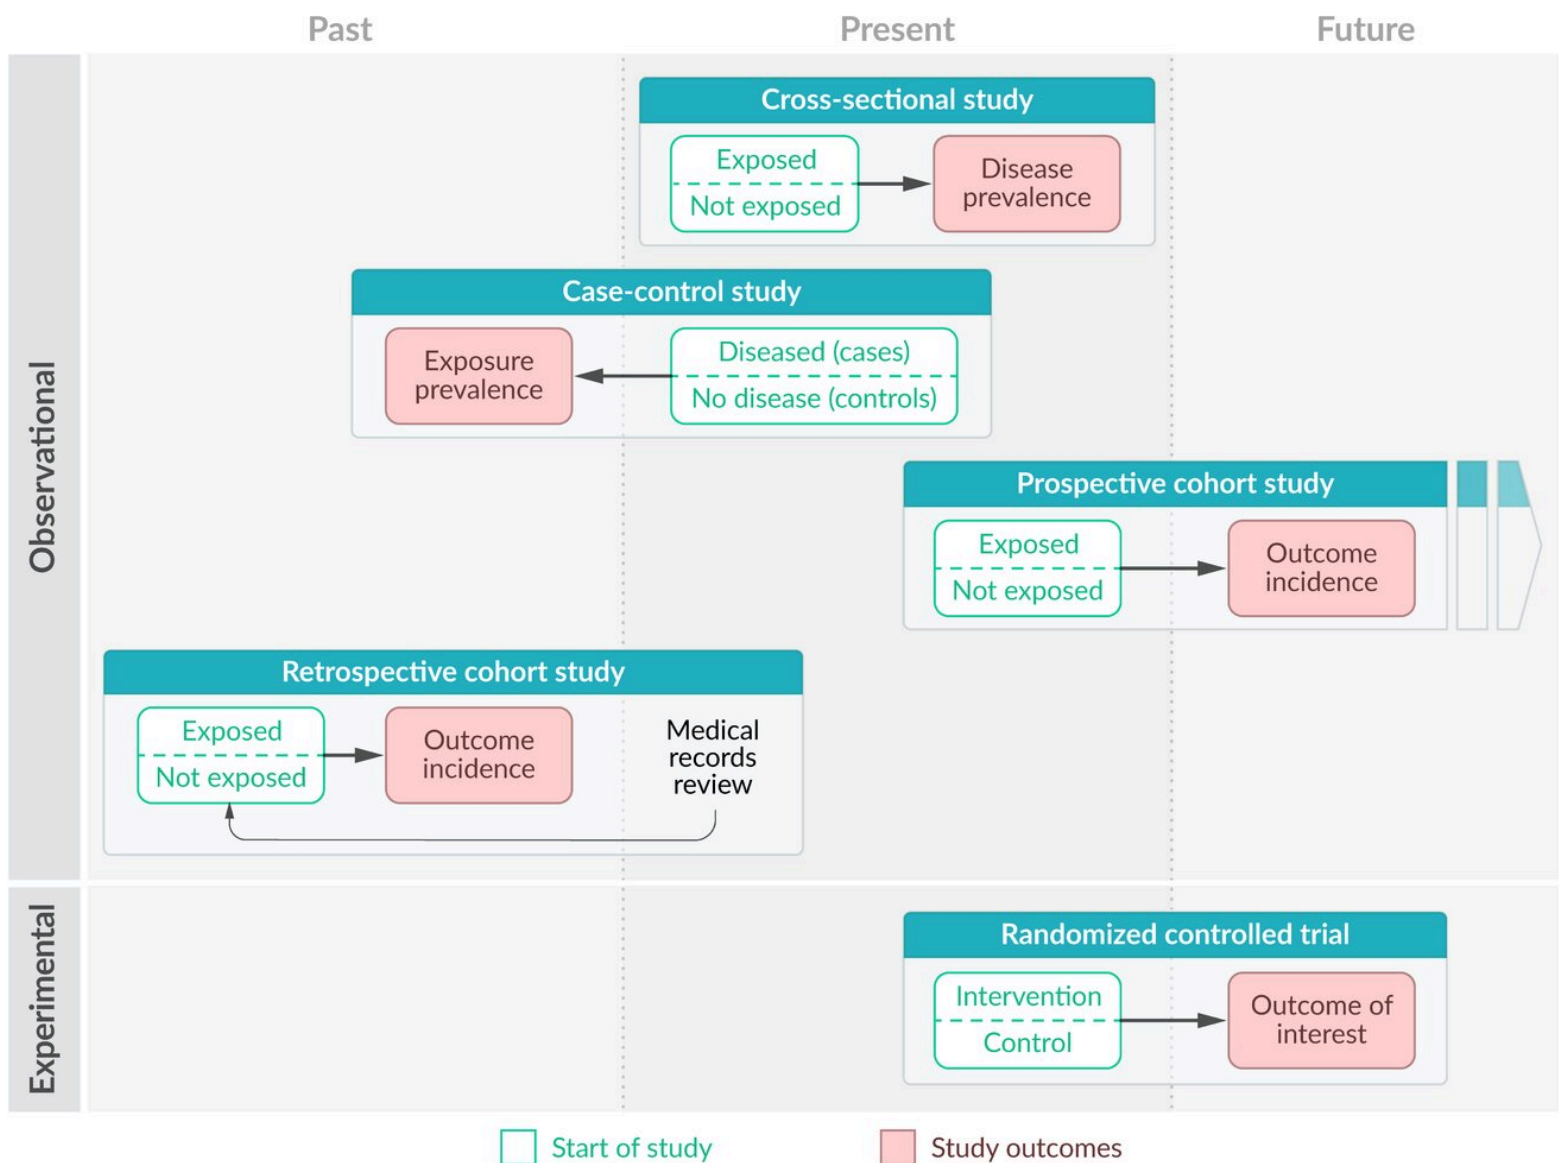 Past
Present
Future
Observational
Cross-sectional study
Exposed
Not exposed
Disease
prevalence
Case-control study
Exposure
prevalence
Diseased (cases)
No disease (controls)
Prospective cohort study
Exposed
Not exposed
Outcome
incidence
Retrospective cohort study
Exposed
Not exposed
Outcome
incidence
Medical
records
review
Experimental
Randomized controlled trial
Intervention
Control
Outcome of
interest
Start of study
Study outcomes